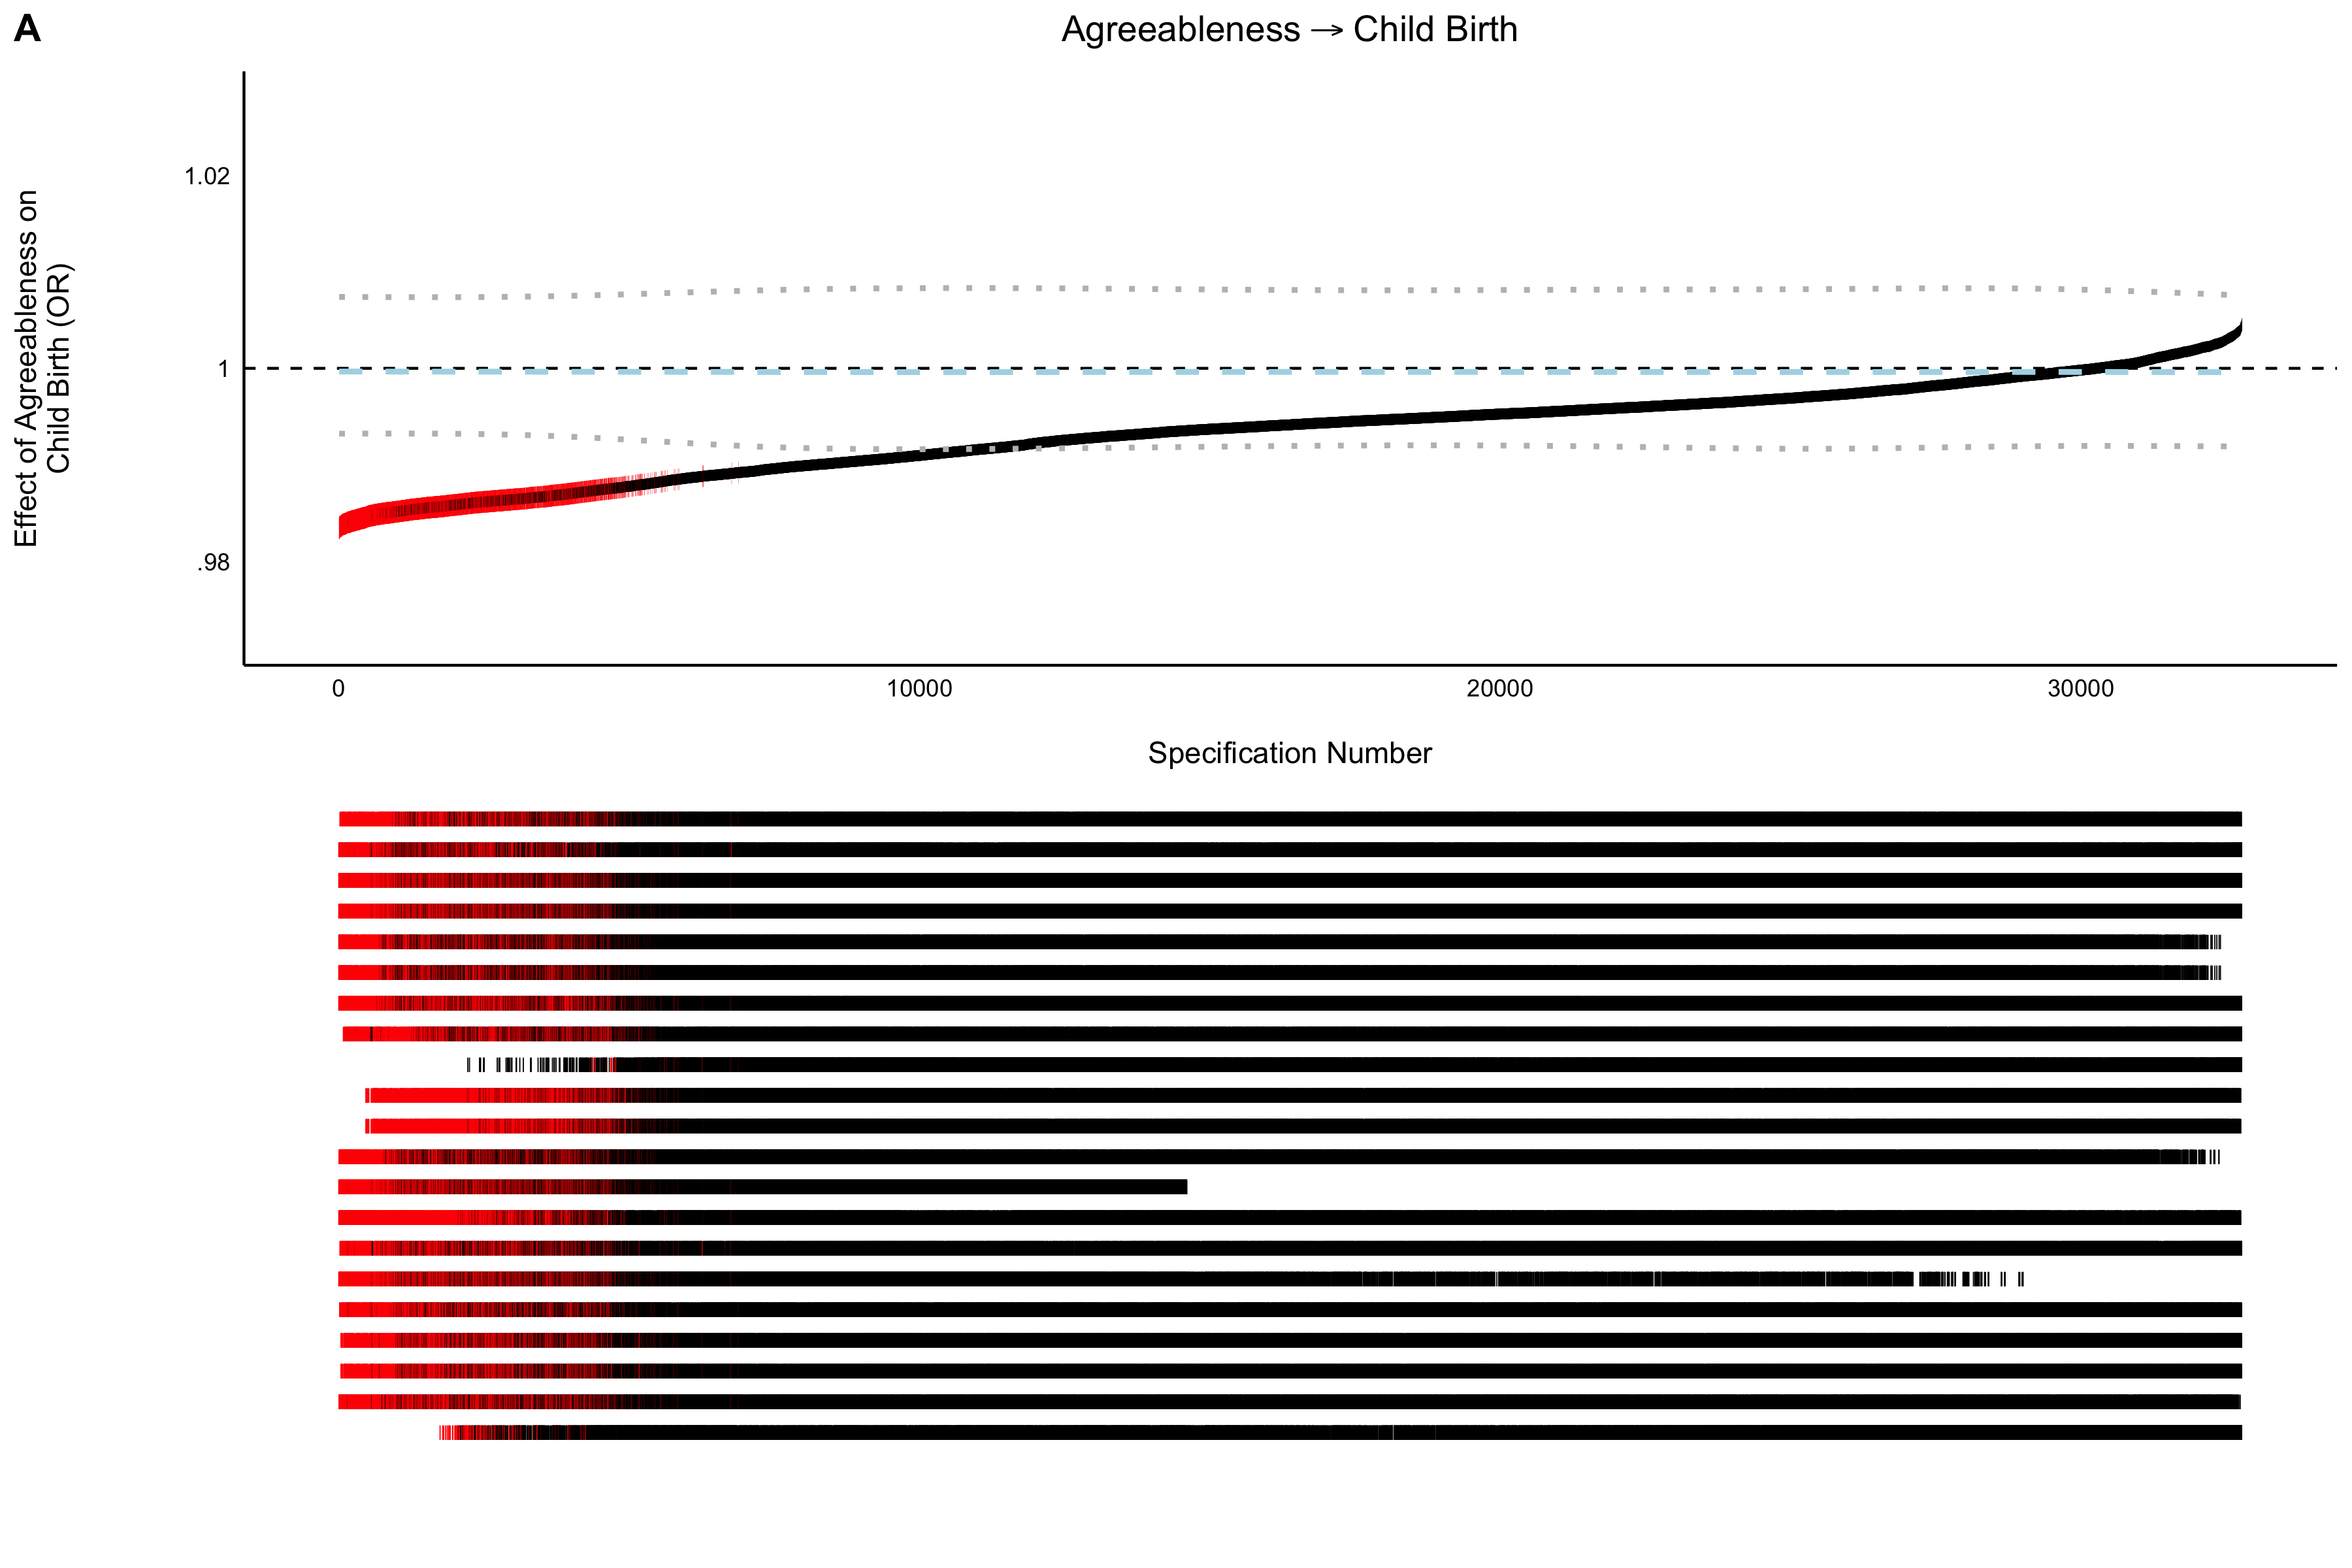 A
Agreeableness → Child Birth
Effect of Agreeableness on
Child Birth (OR)
1.02
1
.98
0
10000
20000
30000
Specification Number